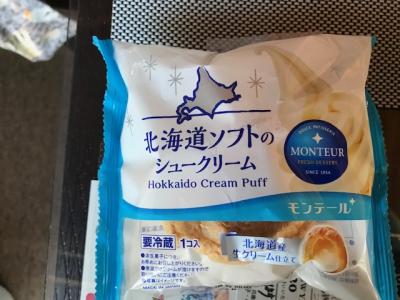 北海道ソフトの
シュークリーム
Hokkaido Cream Puff
MONTEUR
FRESH DESSERTS
SINCE 1954
モンテール
要冷蔵
1コ入
北海道産
生クリーム仕立て